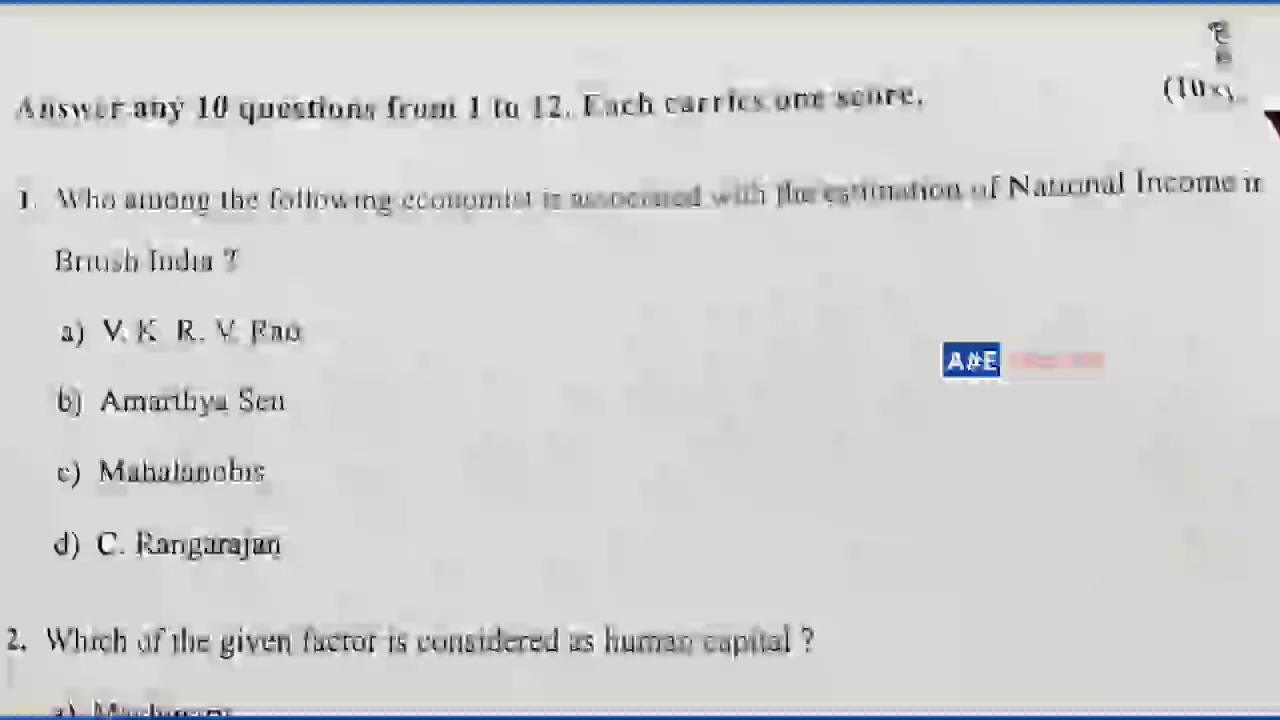 Answer any 10 questions from 1 to 12. Each carries one score.
1. Who among the following economist is associated with the estimation of National Income in
British India ?
a) V. K. R. V. Rao
b) Amarthya Sen
c) Mahalanobis
d) C. Rangarajan
A E
2. Which of the given factor is considered as human capital ?
a)